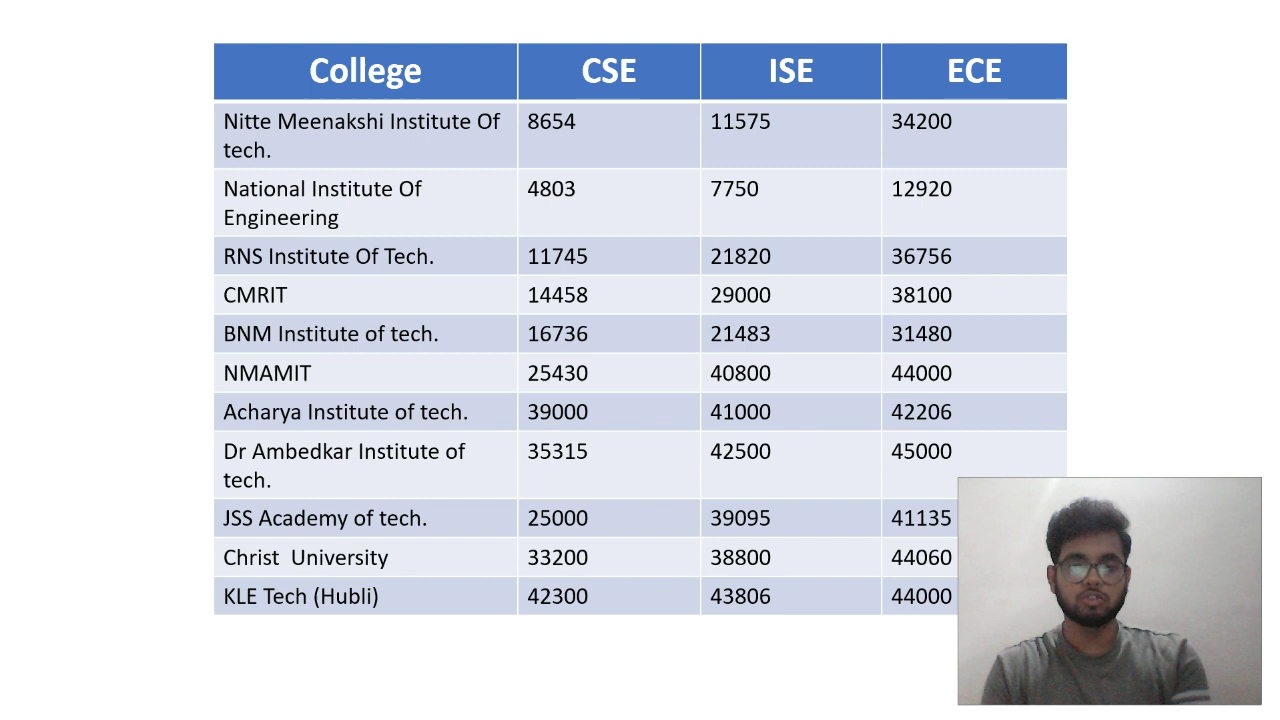 College CSE ISE ECE
Nitte Meenakshi Institute Of 8654 11575 34200
tech.
National Institute Of 4803 7750 12920
Engineering
RNS Institute Of Tech. 11745 21820 36756
CMRIT 14458 29000 38100
BNM Institute of tech. 16736 21483 31480
NMAMIT 25430 40800 44000
Acharya Institute of tech. 39000 41000 42206
Dr Ambedkar Institute of 35315 42500 45000
tech.
JSS Academy of tech. 25000 39095 41135
Christ  University 33200 38800 44060
KLE Tech (Hubli) 42300 43806 44000